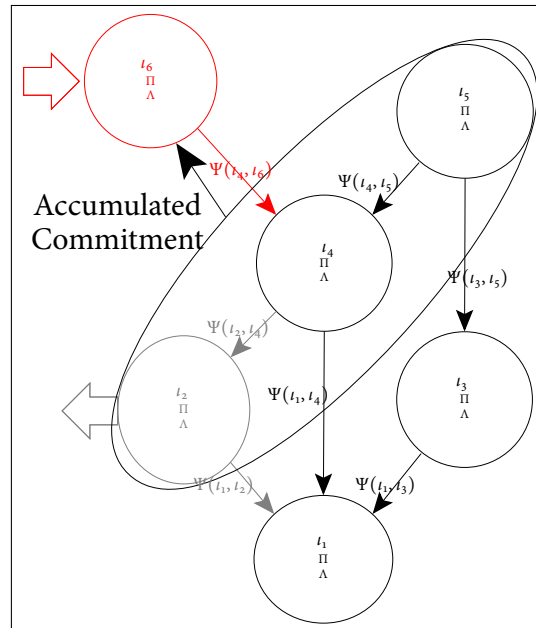 ι₆
Π
Λ
ι₅
Π
Λ
Ψ(ι₄, ι₆)
Ψ(ι₄, ι₅)
Accumulated
Commitment
ι₄
Π
Λ
Ψ(ι₃, ι₅)
Ψ(ι₂, ι₄)
ι₂
Π
Λ
Ψ(ι₁, ι₄)
ι₃
Π
Λ
Ψ(ι₁, ι₂)
Ψ(ι₁, ι₃)
ι₁
Π
Λ